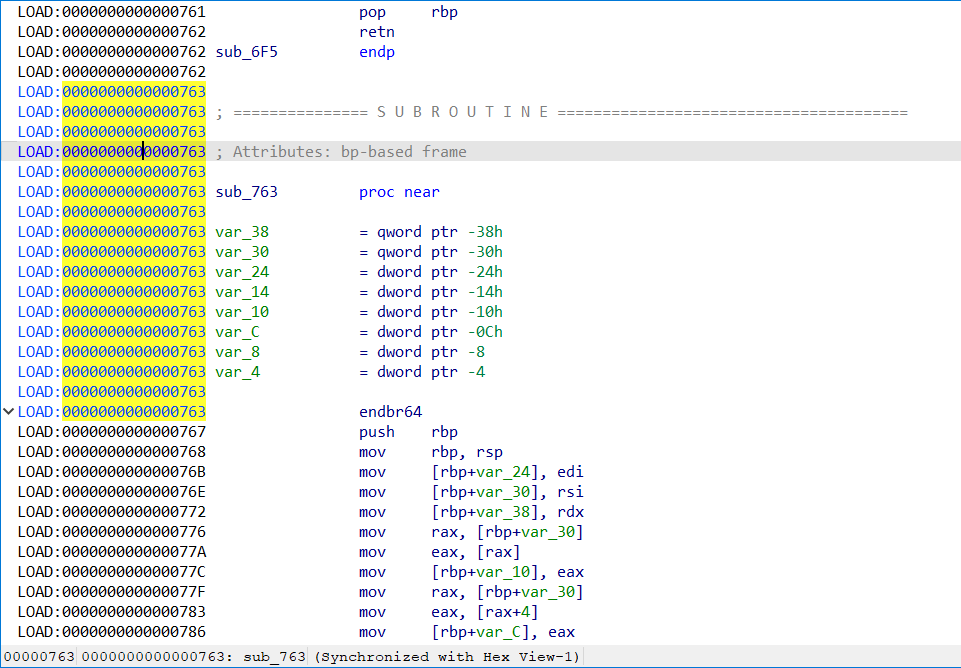 LOAD:0000000000000761 pop rbp
LOAD:0000000000000762 retn
LOAD:0000000000000762 sub_6F5 endp
LOAD:0000000000000762
LOAD:0000000000000763
LOAD:0000000000000763 ; =============== S U B R O U T I N E =======================================
LOAD:0000000000000763
LOAD:0000000000000763 ; Attributes: bp-based frame
LOAD:0000000000000763
LOAD:0000000000000763 sub_763 proc near
LOAD:0000000000000763
LOAD:0000000000000763 var_38 = qword ptr -38h
LOAD:0000000000000763 var_30 = qword ptr -30h
LOAD:0000000000000763 var_24 = dword ptr -24h
LOAD:0000000000000763 var_14 = dword ptr -14h
LOAD:0000000000000763 var_10 = dword ptr -10h
LOAD:0000000000000763 var_C = dword ptr -0Ch
LOAD:0000000000000763 var_8 = dword ptr -8
LOAD:0000000000000763 var_4 = dword ptr -4
LOAD:0000000000000763
LOAD:0000000000000763 endbr64
LOAD:0000000000000767 push rbp
LOAD:0000000000000768 mov rbp, rsp
LOAD:000000000000076B mov [rbp+var_24], edi
LOAD:000000000000076E mov [rbp+var_30], rsi
LOAD:0000000000000772 mov [rbp+var_38], rdx
LOAD:0000000000000776 mov rax, [rbp+var_30]
LOAD:000000000000077A mov eax, [rax]
LOAD:000000000000077C mov [rbp+var_10], eax
LOAD:000000000000077F mov rax, [rbp+var_30]
LOAD:0000000000000783 mov eax, [rax+4]
LOAD:0000000000000786 mov [rbp+var_C], eax
00000763 0000000000000763: sub_763 (Synchronized with Hex View-1)